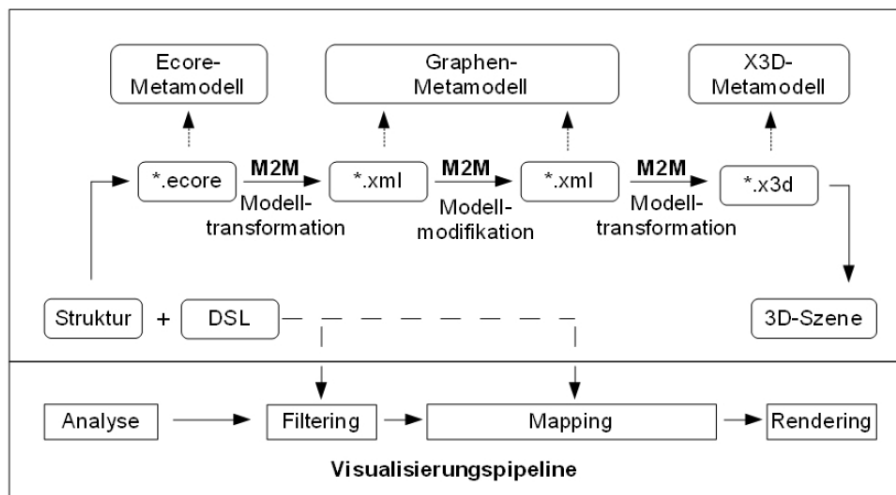 Ecore-
Metamodell
Graphen-
Metamodell
X3D-
Metamodell
*.ecore
M2M
Modell-
transformation
*.xml
M2M
Modell-
modifikation
*.xml
M2M
Modell-
transformation
*.x3d
Struktur + DSL
3D-Szene
Analyse
Filtering
Mapping
Rendering
Visualisierungspipeline